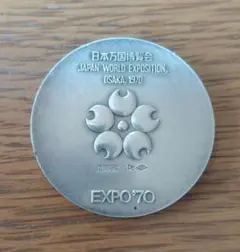 日本万国博覧会
JAPAN WORLD EXPOSITION,
OSAKA, 1970
EXPO'70